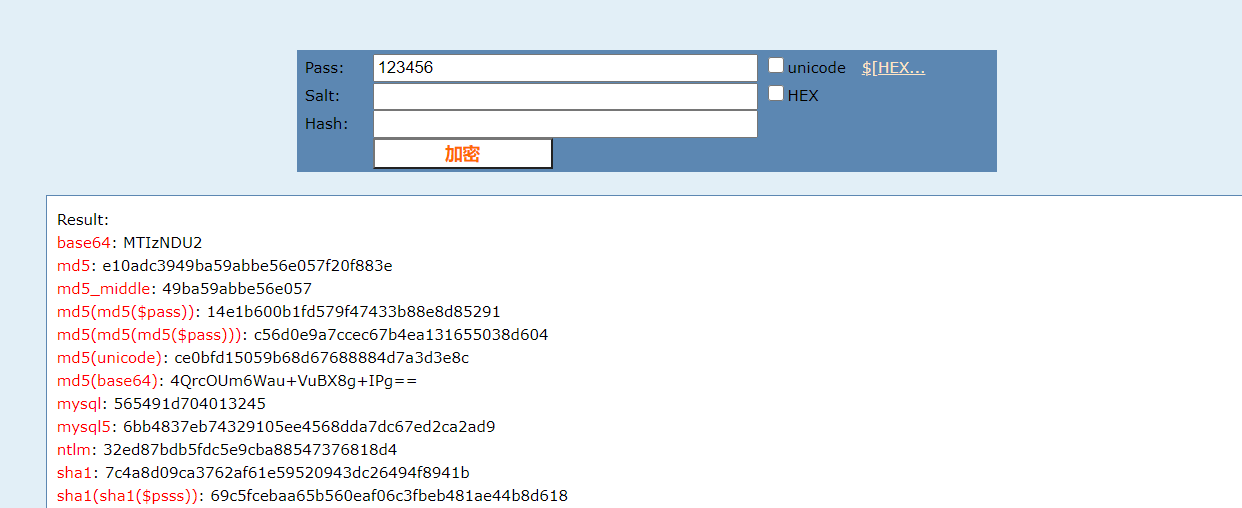 Pass: 123456 unicode $[HEX...
Salt: HEX
Hash:
加密
Result:
base64: MTIzNDU2
md5: e10adc3949ba59abbe56e057f20f883e
md5_middle: 49ba59abbe56e057
md5(md5($pass)): 14e1b600b1fd579f47433b88e8d85291
md5(md5(md5($pass))): c56d0e9a7ccec67b4ea131655038d604
md5(unicode): ce0bfd15059b68d67688884d7a3d3e8c
md5(base64): 4QrcOUm6Wau+VuBX8g+IPg==
mysql: 565491d704013245
mysql5: 6bb4837eb74329105ee4568dda7dc67ed2ca2ad9
ntlm: 32ed87bdb5fdc5e9cba88547376818d4
sha1: 7c4a8d09ca3762af61e59520943dc26494f8941b
sha1(sha1($psss)): 69c5fcebaa65b560eaf06c3fbeb481ae44b8d618